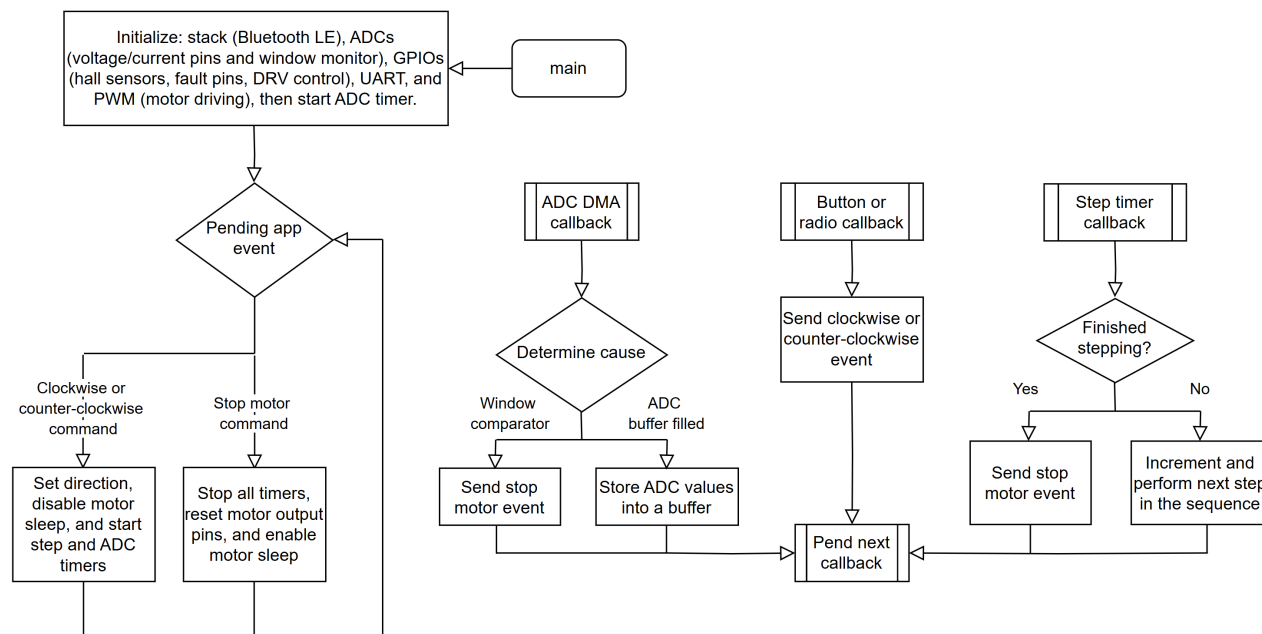 Initialize: stack (Bluetooth LE), ADCs
(voltage/current pins and window monitor), GPIOs
(hall sensors, fault pins, DRV control), UART, and
PWM (motor driving), then start ADC timer.
main
Pending app
event
Clockwise or
counter-clockwise
command
Stop motor
command
Set direction,
disable motor
sleep, and start
step and ADC
timers
Stop all timers,
reset motor output
pins, and enable
motor sleep
ADC DMA
callback
Determine cause
Window
comparator
ADC
buffer filled
Send stop
motor event
Store ADC values
into a buffer
Button or
radio callback
Send clockwise or
counter-clockwise
event
Pend next
callback
Step timer
callback
Finished
stepping?
Yes
No
Send stop
motor event
Increment and
perform next step
in the sequence